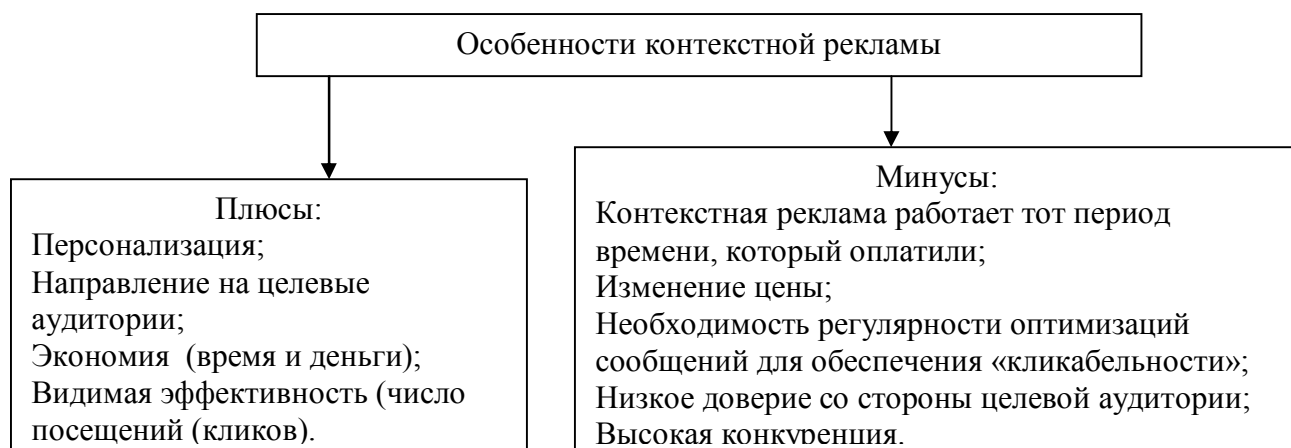 Особенности контекстной рекламы
Плюсы:
Персонализация;
Направление на целевые
аудитории;
Экономия (время и деньги);
Видимая эффективность (число
посещений (кликов).
Минусы:
Контекстная реклама работает тот период
времени, который оплатили;
Изменение цены;
Необходимость регулярности оптимизаций
сообщений для обеспечения «кликабельности»;
Низкое доверие со стороны целевой аудитории;
Высокая конкуренция.